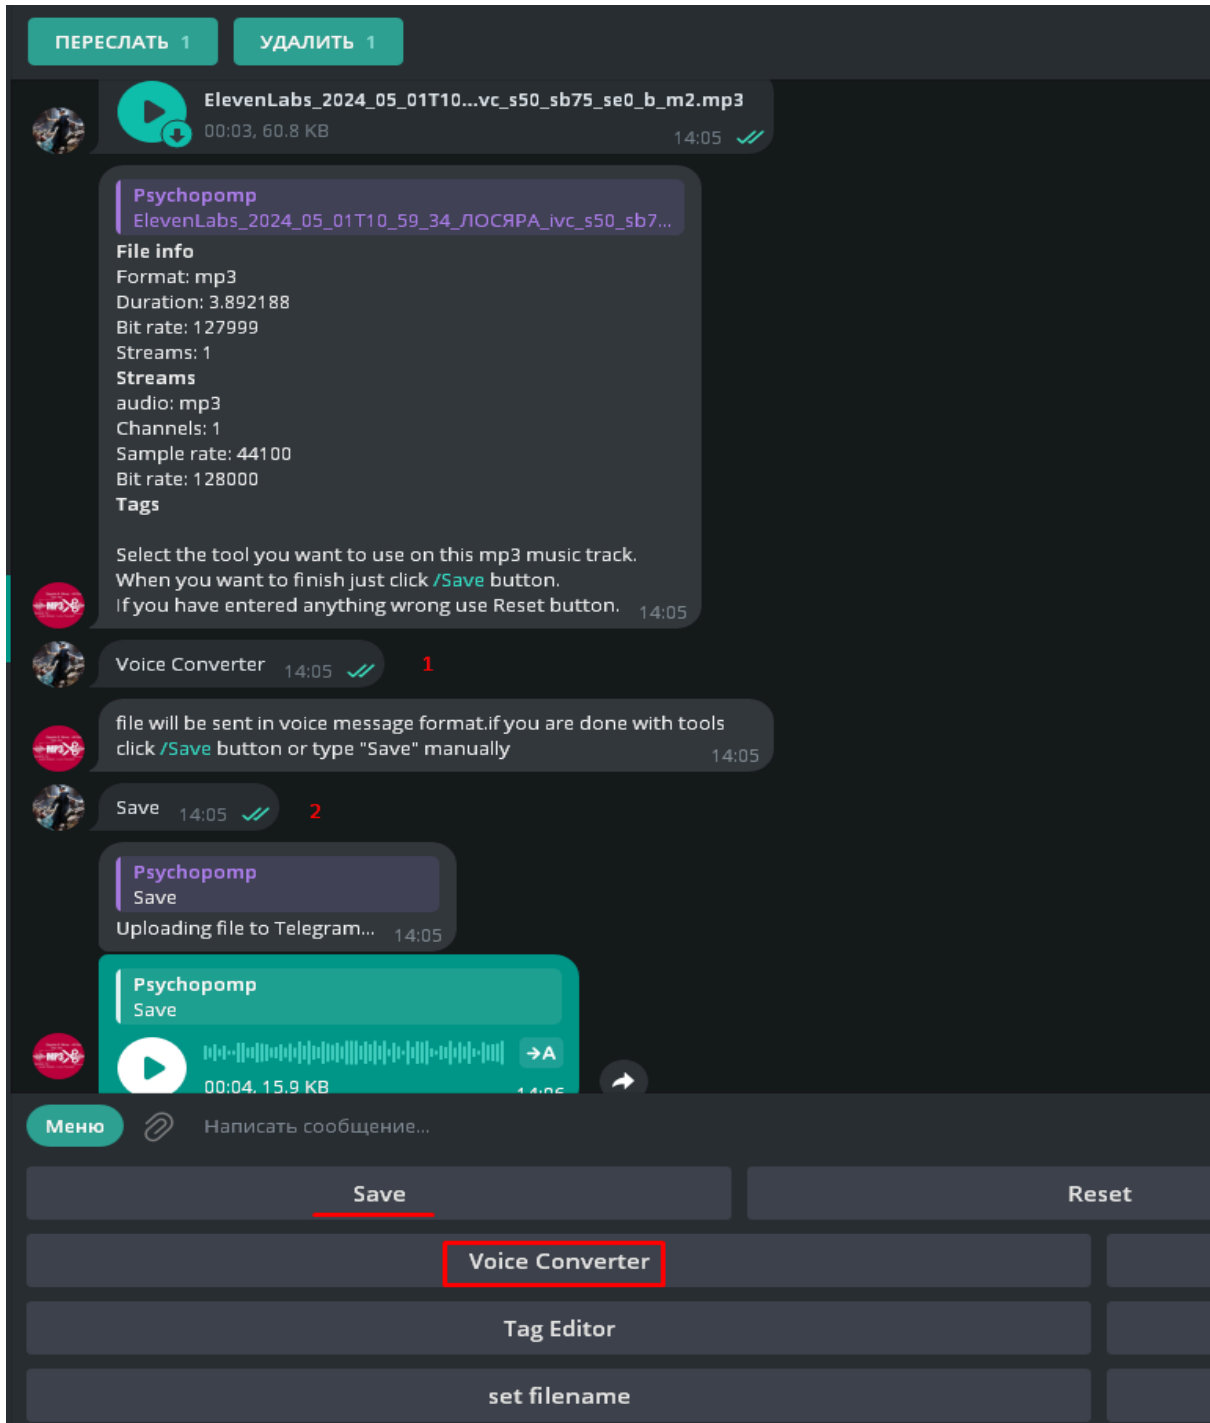 ПЕРЕСЛАТЬ 1 УДАЛИТЬ 1
ElevenLabs_2024_05_01T10...vc_s50_sb75_se0_b_m2.mp3
00:03, 60.8 KB 14:05
Psychopomp
ElevenLabs_2024_05_01T10_59_34_ЛОСЯРА_ivc_s50_sb7...
File info
Format: mp3
Duration: 3.892188
Bit rate: 127999
Streams: 1
Streams
audio: mp3
Channels: 1
Sample rate: 44100
Bit rate: 128000
Tags
Select the tool you want to use on this mp3 music track.
When you want to finish just click /Save button.
If you have entered anything wrong use Reset button. 14:05
MP3
Voice Converter 14:05 1
file will be sent in voice message format.if you are done with tools
click /Save button or type "Save" manually 14:05
MP3
Save 14:05 2
Psychopomp
Save
Uploading file to Telegram... 14:05
Psychopomp
Save
MP3
→A
00:04, 15.9 KB 14:06
Меню Написать сообщение...
Save Reset
Voice Converter
Tag Editor
set filename